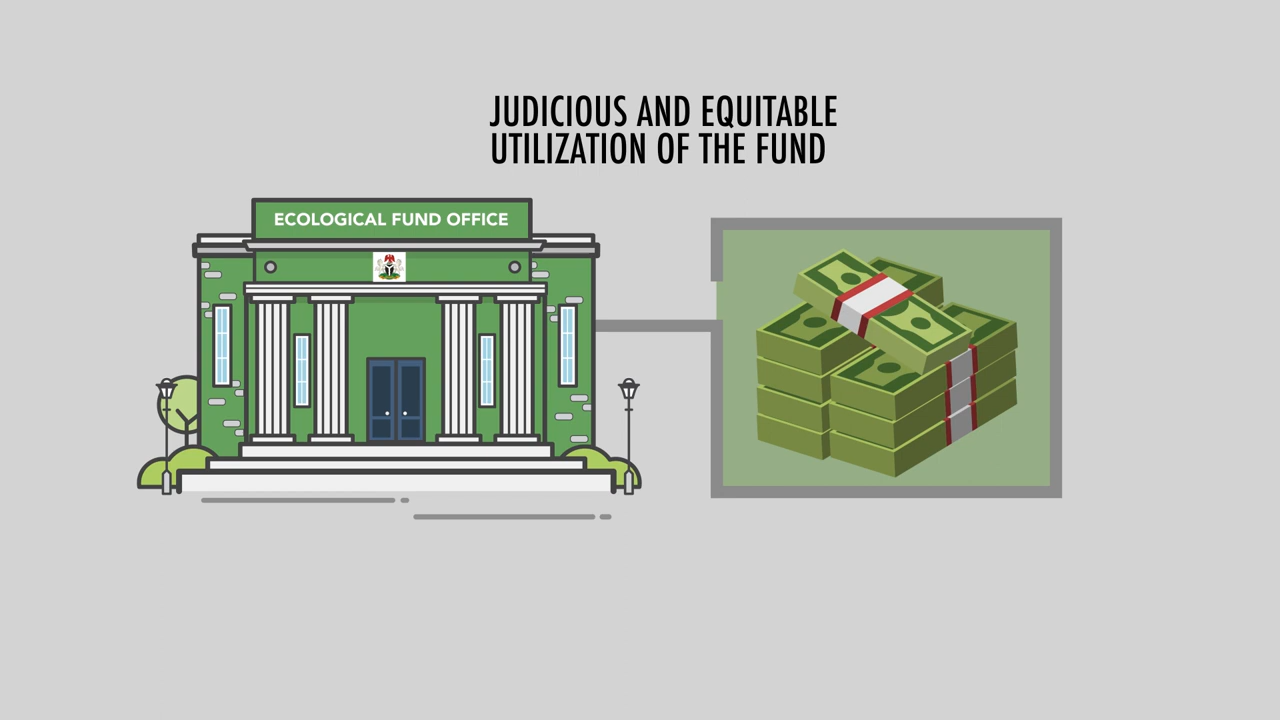 JUDICIOUS AND EQUITABLE
UTILIZATION OF THE FUND
ECOLOGICAL FUND OFFICE